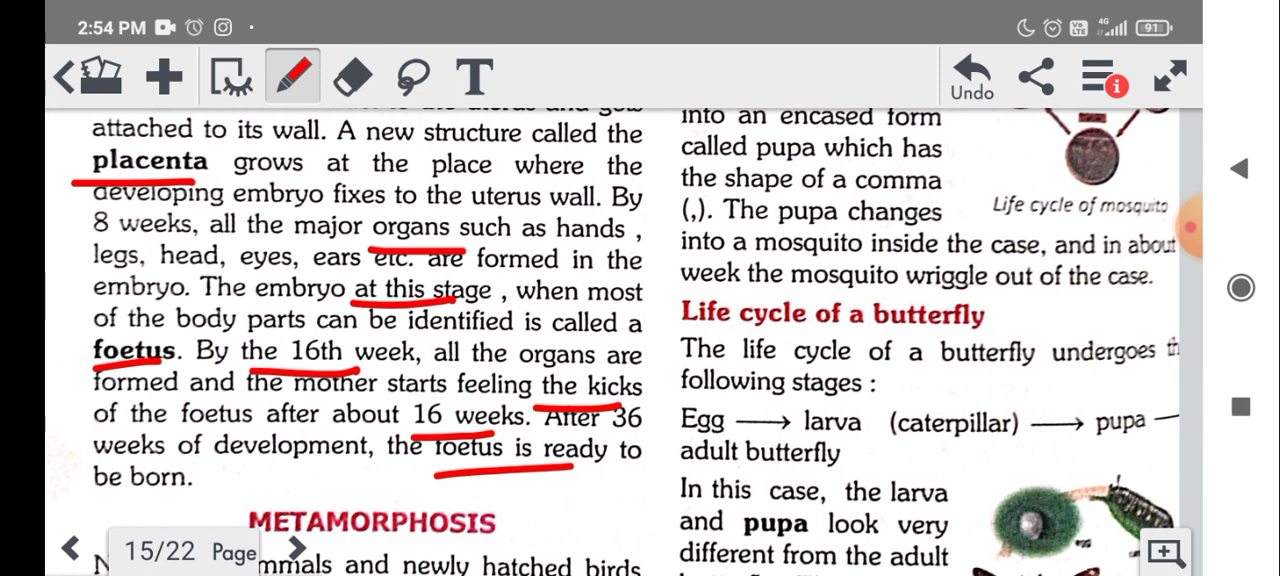 2:54 PM
4G
91
T
Undo
i
attached to its wall. A new structure called the
placenta grows at the place where the
developing embryo fixes to the uterus wall. By
8 weeks, all the major organs such as hands ,
legs, head, eyes, ears etc. are formed in the
embryo. The embryo at this stage , when most
of the body parts can be identified is called a
foetus. By the 16th week, all the organs are
formed and the mother starts feeling the kicks
of the foetus after about 16 weeks. After 36
weeks of development, the foetus is ready to
be born.
METAMORPHOSIS
and newly hatched birds
15/22 Page
into an encased form
called pupa which has
the shape of a comma
(,). The pupa changes
into a mosquito inside the case, and in about
week the mosquito wriggle out of the case.
Life cycle of mosquito
Life cycle of a butterfly
The life cycle of a butterfly undergoes
following stages :
Egg ⟶ larva (caterpillar) ⟶ pupa —
adult butterfly
In this case, the larva
and pupa look very
different from the adult